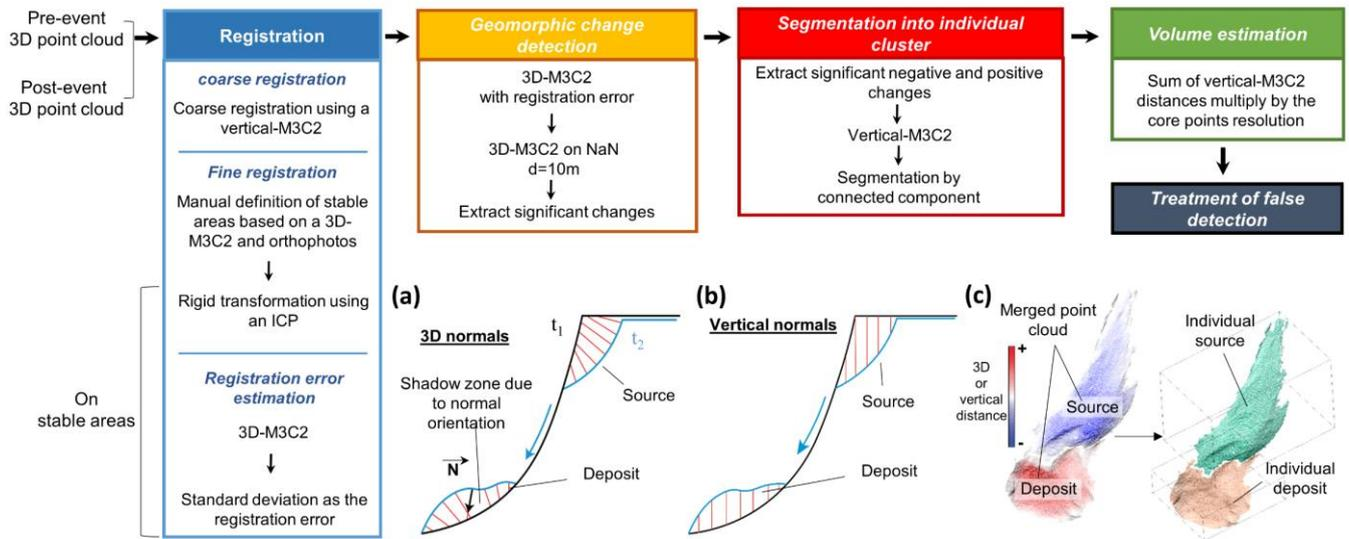 Pre-event
3D point cloud
Post-event
3D point cloud
Registration
coarse registration
Coarse registration using a
vertical-M3C2
Fine registration
Manual definition of stable
areas based on a 3D-
M3C2 and orthophotos
Rigid transformation using
an ICP
Registration error
estimation
3D-M3C2
Standard deviation as the
registration error
On
stable areas
Geomorphic change
detection
3D-M3C2
with registration error
3D-M3C2 on NaN
d=10m
Extract significant changes
Segmentation into individual
cluster
Extract significant negative and positive
changes
Vertical-M3C2
Segmentation by
connected component
Volume estimation
Sum of vertical-M3C2
distances multiply by the
core points resolution
Treatment of false
detection
(a)
3D normals
t₁
t₂
Shadow zone due
to normal
orientation
Source
N
Deposit
(b)
Vertical normals
Source
Deposit
(c)
Merged point
cloud
+
3D
or
vertical
distance
-
Source
Deposit
Individual
source
Individual
deposit